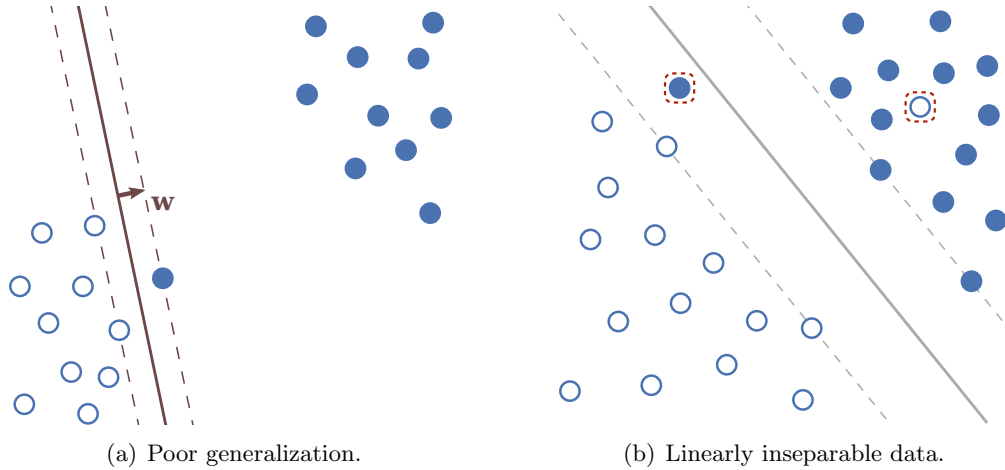 w
(a) Poor generalization.
(b) Linearly inseparable data.